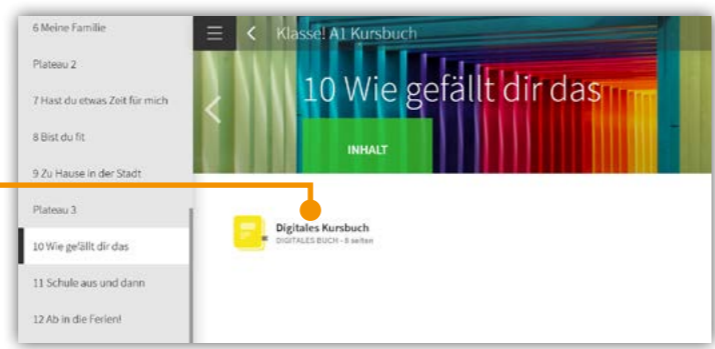 6 Meine Familie
Plateau 2
7 Hast du etwas Zeit für mich
8 Bist du fit
9 Zu Hause in der Stadt
Plateau 3
10 Wie gefällt dir das
11 Schule aus und dann
12 Ab in die Ferien!
Klasse! A1 Kursbuch
10 Wie gefällt dir das
INHALT
Digitales Kursbuch
DIGITALES BUCH - 8 seiten